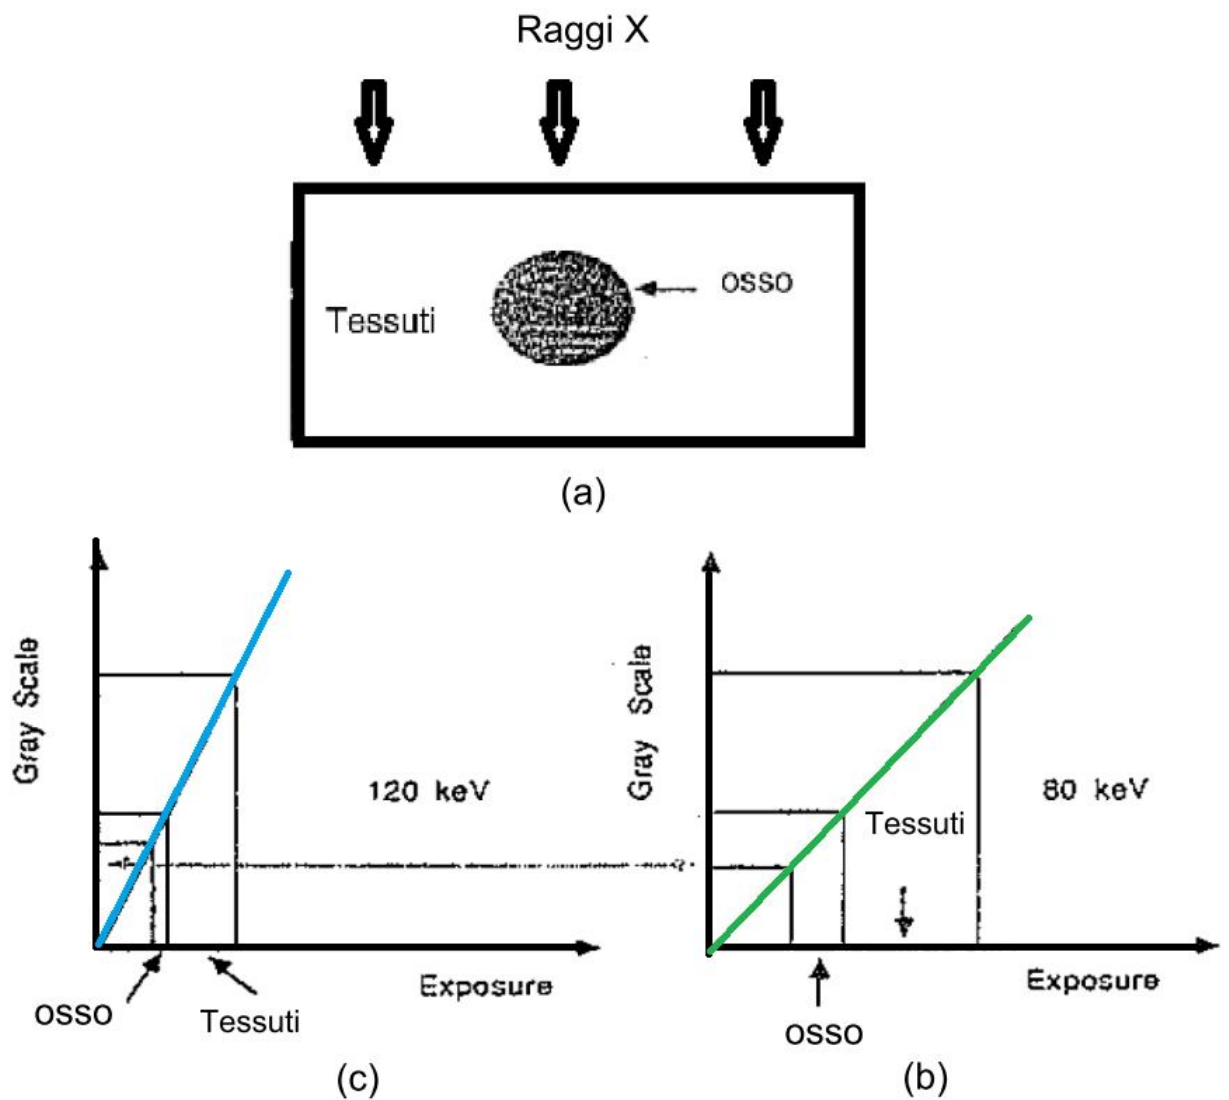 Raggi X
osso
Tessuti
(a)
Gray Scale
120 keV
Exposure
osso
Tessuti
(c)
Gray Scale
80 keV
Tessuti
Exposure
osso
(b)